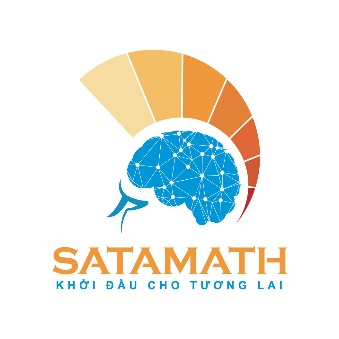 SATAMATH
KHỞI ĐẦU CHO TƯƠNG LAI